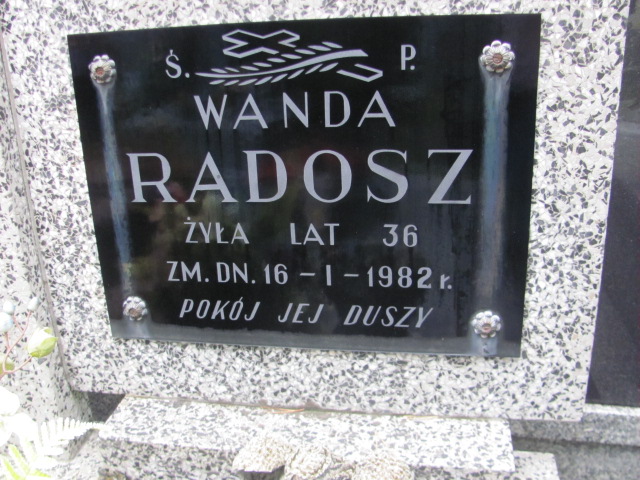 Ś. P.
WANDA
RADOSZ
ŻYŁA LAT 36
ZM. DN. 16-I-1982 r.
POKÓJ JEJ DUSZY